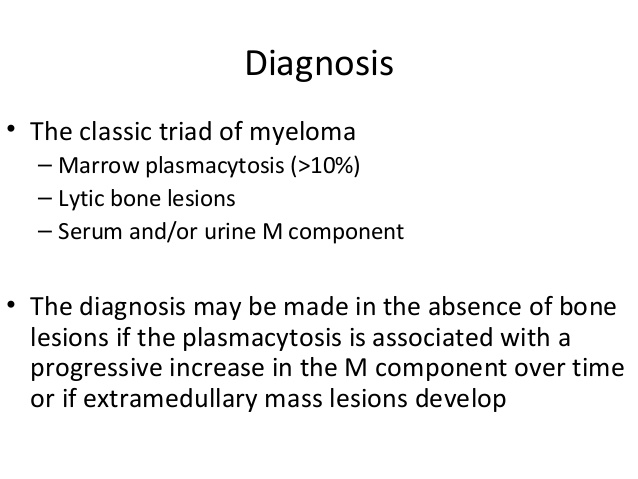 Diagnosis
• The classic triad of myeloma
– Marrow plasmacytosis (>10%)
– Lytic bone lesions
– Serum and/or urine M component
• The diagnosis may be made in the absence of bone
lesions if the plasmacytosis is associated with a
progressive increase in the M component over time
or if extramedullary mass lesions develop